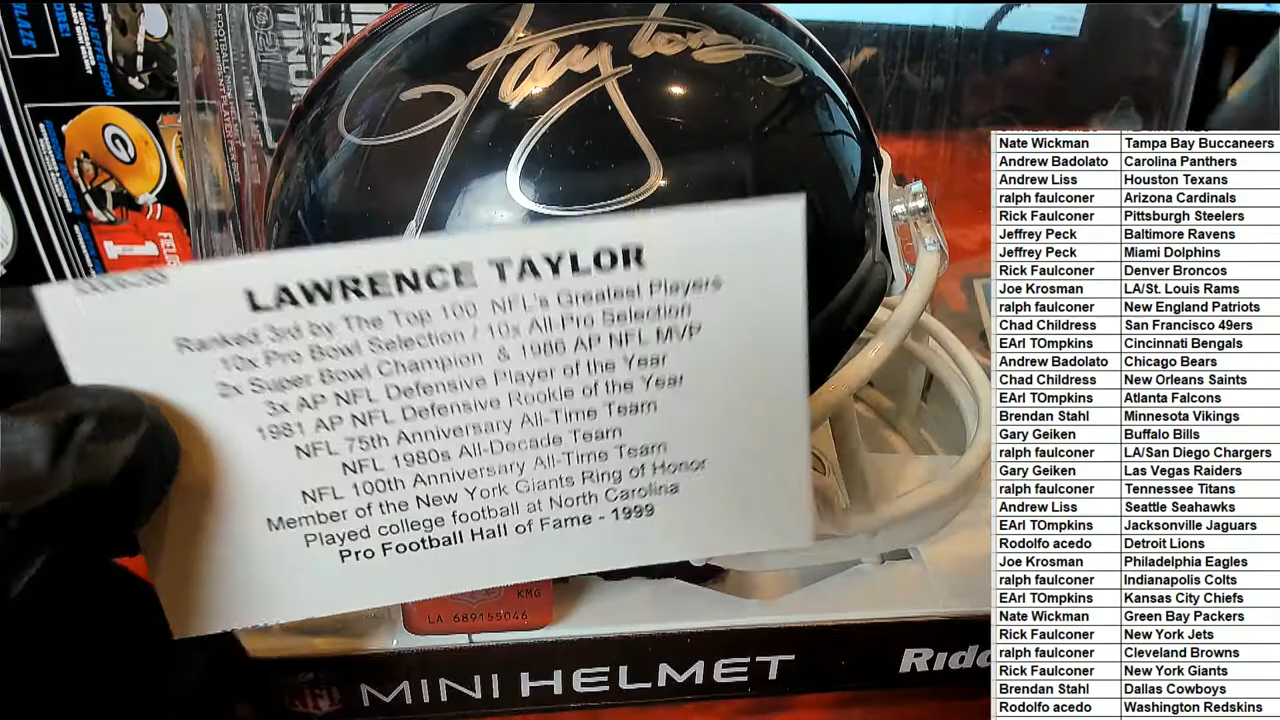 BLAZE
Taylor
LAWRENCE TAYLOR
Ranked 3rd by The Top 100 NFL's Greatest Players
10x Pro Bowl Selection / 10x All-Pro Selection
2x Super Bowl Champion & 1986 AP NFL MVP
3x AP NFL Defensive Player of the Year
1981 AP NFL Defensive Rookie of the Year
NFL 75th Anniversary All-Time Team
NFL 1980s All-Decade Team
NFL 100th Anniversary All-Time Team
Member of the New York Giants Ring of Honor
Played college football at North Carolina
Pro Football Hall of Fame - 1999
KMG
LA 689155046
NFL MINI HELMET
Nate Wickman Tampa Bay Buccaneers
Andrew Badolato Carolina Panthers
Andrew Liss Houston Texans
ralph faulconer Arizona Cardinals
Rick Faulconer Pittsburgh Steelers
Jeffrey Peck Baltimore Ravens
Jeffrey Peck Miami Dolphins
Rick Faulconer Denver Broncos
Joe Krosman LA/St. Louis Rams
ralph faulconer New England Patriots
Chad Childress San Francisco 49ers
EArl TOmpkins Cincinnati Bengals
Andrew Badolato Chicago Bears
Chad Childress New Orleans Saints
EArl TOmpkins Atlanta Falcons
Brendan Stahl Minnesota Vikings
Gary Geiken Buffalo Bills
ralph faulconer LA/San Diego Chargers
Gary Geiken Las Vegas Raiders
ralph faulconer Tennessee Titans
Andrew Liss Seattle Seahawks
EArl TOmpkins Jacksonville Jaguars
Rodolfo acedo Detroit Lions
Joe Krosman Philadelphia Eagles
ralph faulconer Indianapolis Colts
EArl TOmpkins Kansas City Chiefs
Nate Wickman Green Bay Packers
Rick Faulconer New York Jets
ralph faulconer Cleveland Browns
Rick Faulconer New York Giants
Brendan Stahl Dallas Cowboys
Rodolfo acedo Washington Redskins